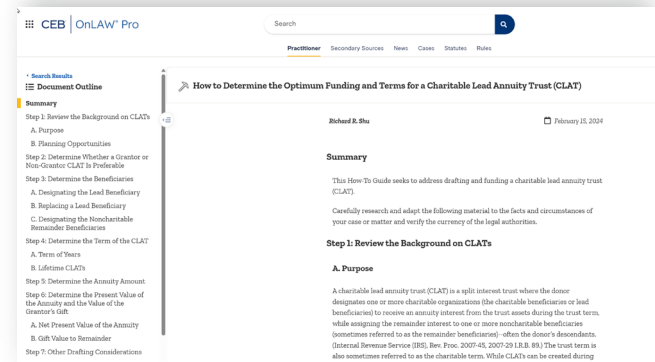 CEB OnLAW® Pro
Search
Practitioner Secondary Sources News Cases Statutes Rules
Search Results
Document Outline
Summary
Step 1: Review the Background on CLATs
A. Purpose
B. Planning Opportunities
Step 2: Determine Whether a Grantor or
Non-Grantor CLAT Is Preferable
Step 3: Determine the Beneficiaries
A. Designating the Lead Beneficiary
B. Replacing a Lead Beneficiary
C. Designating the Noncharitable
Remainder Beneficiaries
Step 4: Determine the Term of the CLAT
A. Term of Years
B. Lifetime CLATs
Step 5: Determine the Annuity Amount
Step 6: Determine the Present Value of
the Annuity and the Value of the
Grantor's Gift
A. Net Present Value of the Annuity
B. Gift Value to Remainder
Step 7: Other Drafting Considerations
How to Determine the Optimum Funding and Terms for a Charitable Lead Annuity Trust (CLAT)
Richard R. Shu February 15, 2024
Summary
This How-To Guide seeks to address drafting and funding a charitable lead annuity trust
(CLAT).
Carefully research and adapt the following material to the facts and circumstances of
your case or matter and verify the currency of the legal authorities.
Step 1: Review the Background on CLATs
A. Purpose
A charitable lead annuity trust (CLAT) is a split interest trust where the donor
designates one or more charitable organizations (the charitable beneficiaries or lead
beneficiaries) to receive an annuity interest from the trust assets during the trust term,
while assigning the remainder interest to one or more noncharitable beneficiaries
(sometimes referred to as the remainder beneficiaries)--often the donor's descendants.
(Internal Revenue Service (IRS), Rev. Proc. 2007-45, 2007-29 I.R.B. 89.) The trust term is
also sometimes referred to as the charitable term. While CLATs can be created during